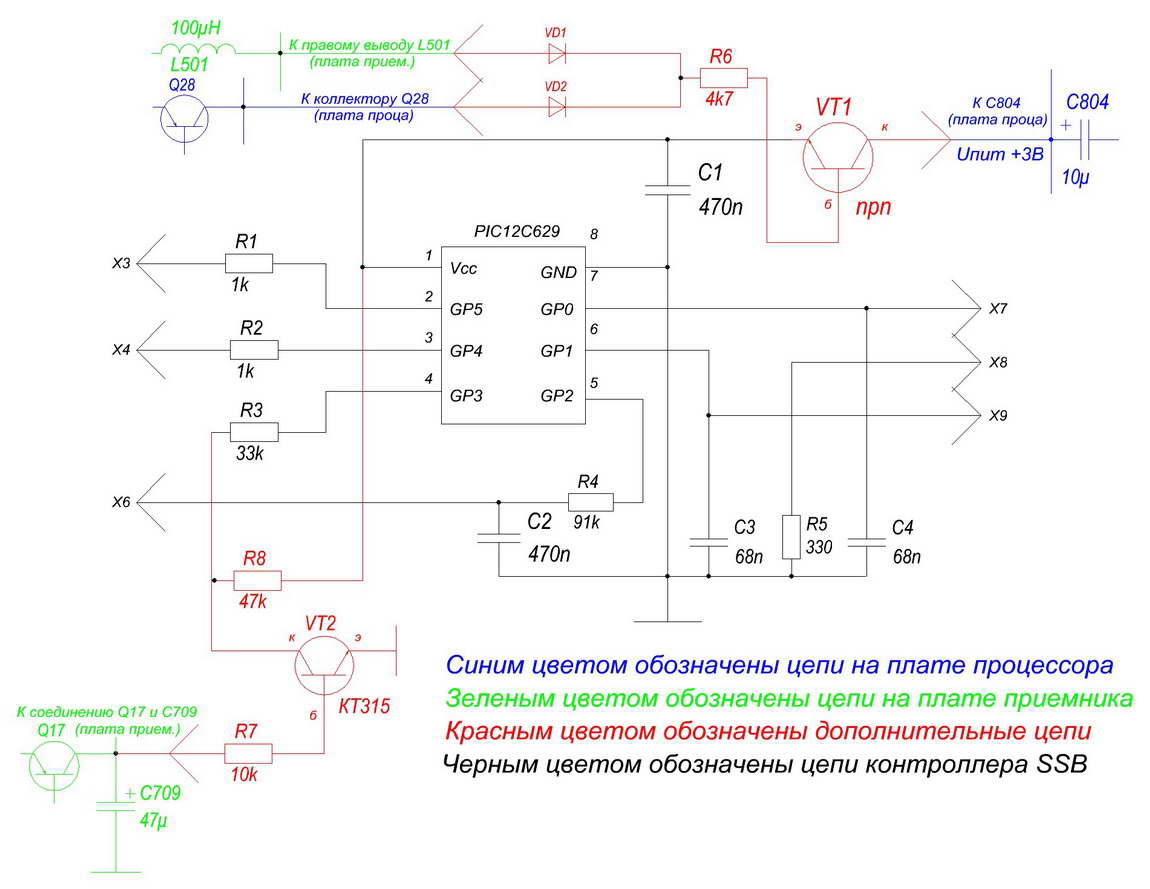 100µH
L501
К правому выводу L501
(плата прием.)
VD1
R6
4k7
Q28
К коллектору Q28
(плата проца)
VD2
VT1
э
к
б
npn
К C804
(плата проца)
Uпит +3В
+
C804
10µ
C1
470n
PIC12C629
X3
R1
1k
1
Vcc
8
GND
7
2
GP5
GP0
X7
X4
R2
1k
3
GP4
6
GP1
X8
R3
33k
4
GP3
5
GP2
X9
X6
R4
91k
C2
470n
C3
68n
R5
330
C4
68n
R8
47k
VT2
к
э
б
КТ315
К соединению Q17 и C709
(плата прием.)
Q17
R7
10k
+
C709
47µ
Синим цветом обозначены цепи на плате процессора
Зеленым цветом обозначены цепи на плате приемника
Красным цветом обозначены дополнительные цепи
Черным цветом обозначены цепи контроллера SSB